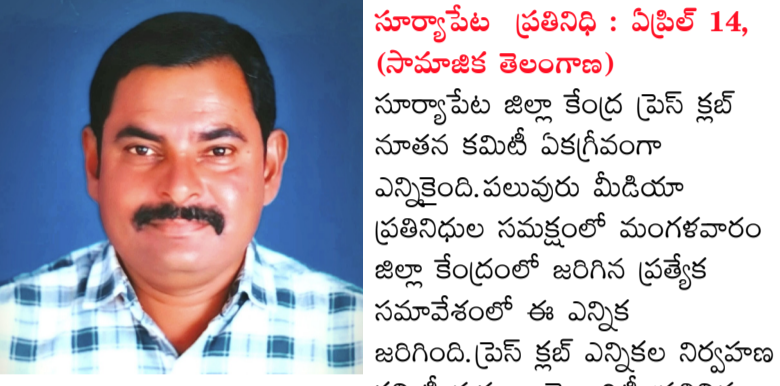 సూర్యాపేట ప్రతినిధి : ఏప్రిల్ 14,
(సామాజిక తెలంగాణ)
సూర్యాపేట జిల్లా కేంద్ర ప్రెస్ క్లబ్
నూతన కమిటీ ఏకగ్రీవంగా
ఎన్నికైంది.పలువురు మీడియా
ప్రతినిధుల సమక్షంలో మంగళవారం
జిల్లా కేంద్రంలో జరిగిన ప్రత్యేక
సమావేశంలో ఈ ఎన్నిక
జరిగింది.ప్రెస్ క్లబ్ ఎన్నికల నిర్వహణ